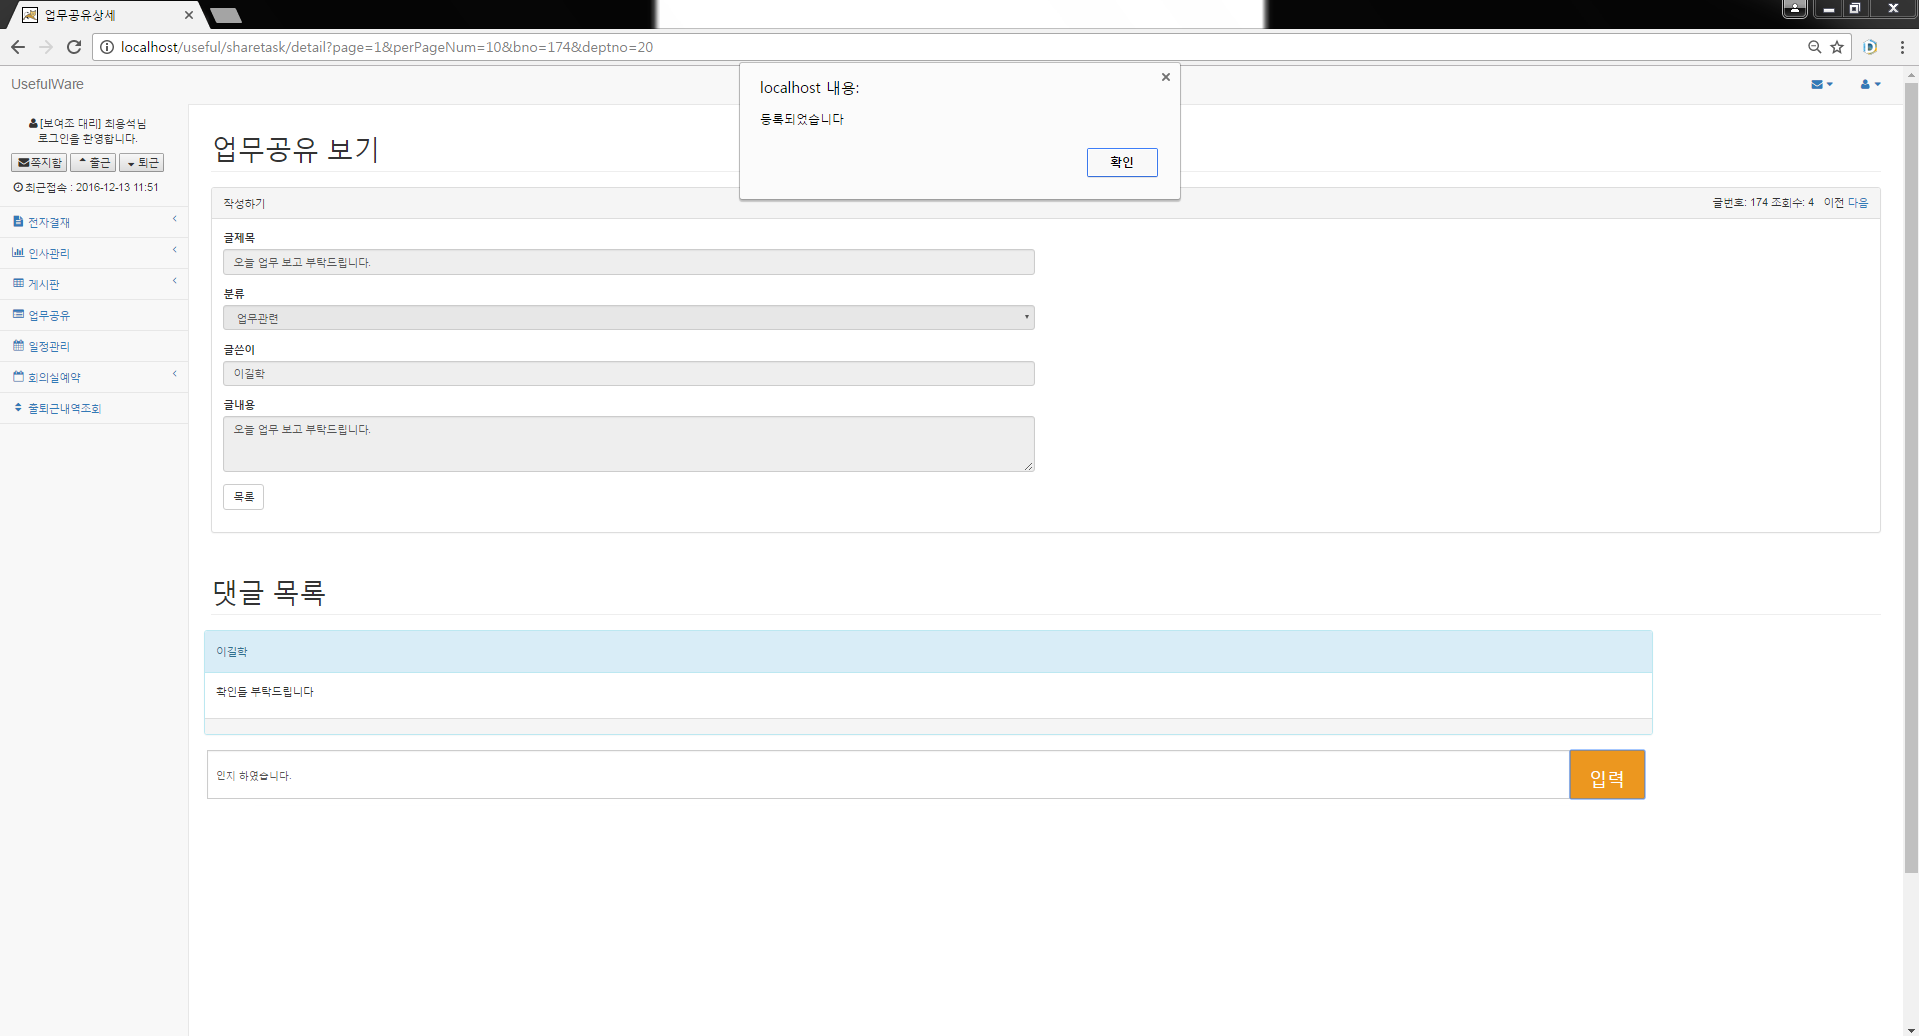 업무공유상세
localhost/useful/sharetask/detail?page=1&perPageNum=10&bno=174&deptno=20
UsefulWare
localhost 내용:
등록되었습니다
확인
[보여조 대리] 최용석님
로그인을 환영합니다.
쪽지함 출근 퇴근
최근접속 : 2016-12-13 11:51
전자결재
인사관리
게시판
업무공유
일정관리
회의실예약
출퇴근내역조회
업무공유 보기
작성하기
글번호: 174 조회수: 4 이전 다음
글제목
오늘 업무 보고 부탁드립니다.
분류
업무관련
글쓴이
이길학
글내용
오늘 업무 보고 부탁드립니다.
목록
댓글 목록
이길학
확인들 부탁드립니다
인지 하였습니다.
입력